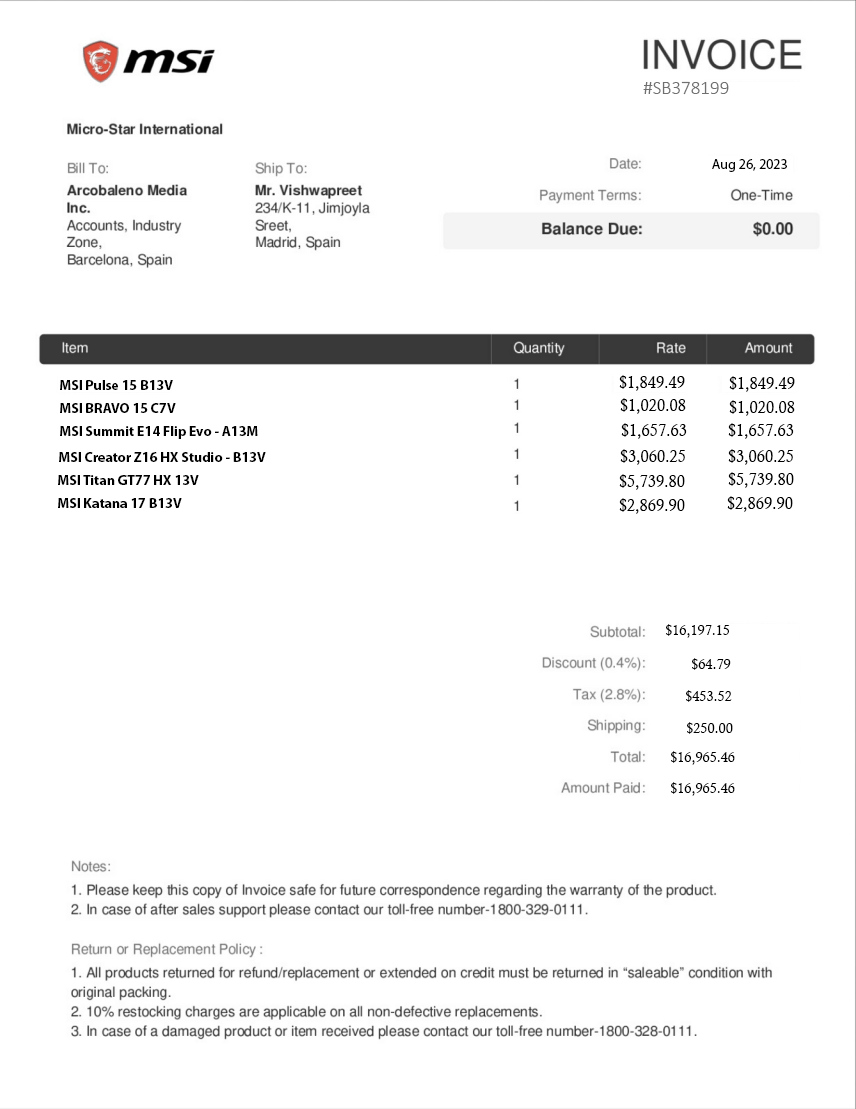 msi
INVOICE
#SB378199
Micro-Star International
Bill To:
Arcobaleno Media
Inc.
Accounts, Industry
Zone,
Barcelona, Spain
Ship To:
Mr. Vishwapreet
234/K-11, Jimjoyla
Sreet,
Madrid, Spain
Date: Aug 26, 2023
Payment Terms: One-Time
Balance Due: $0.00
Item Quantity Rate Amount
MSI Pulse 15 B13V 1 $1,849.49 $1,849.49
MSI BRAVO 15 C7V 1 $1,020.08 $1,020.08
MSI Summit E14 Flip Evo - A13M 1 $1,657.63 $1,657.63
MSI Creator Z16 HX Studio - B13V 1 $3,060.25 $3,060.25
MSI Titan GT77 HX 13V 1 $5,739.80 $5,739.80
MSI Katana 17 B13V 1 $2,869.90 $2,869.90
Subtotal: $16,197.15
Discount (0.4%): $64.79
Tax (2.8%): $453.52
Shipping: $250.00
Total: $16,965.46
Amount Paid: $16,965.46
Notes:
1. Please keep this copy of Invoice safe for future correspondence regarding the warranty of the product.
2. In case of after sales support please contact our toll-free number-1800-329-0111.
Return or Replacement Policy :
1. All products returned for refund/replacement or extended on credit must be returned in “saleable” condition with
original packing.
2. 10% restocking charges are applicable on all non-defective replacements.
3. In case of a damaged product or item received please contact our toll-free number-1800-328-0111.